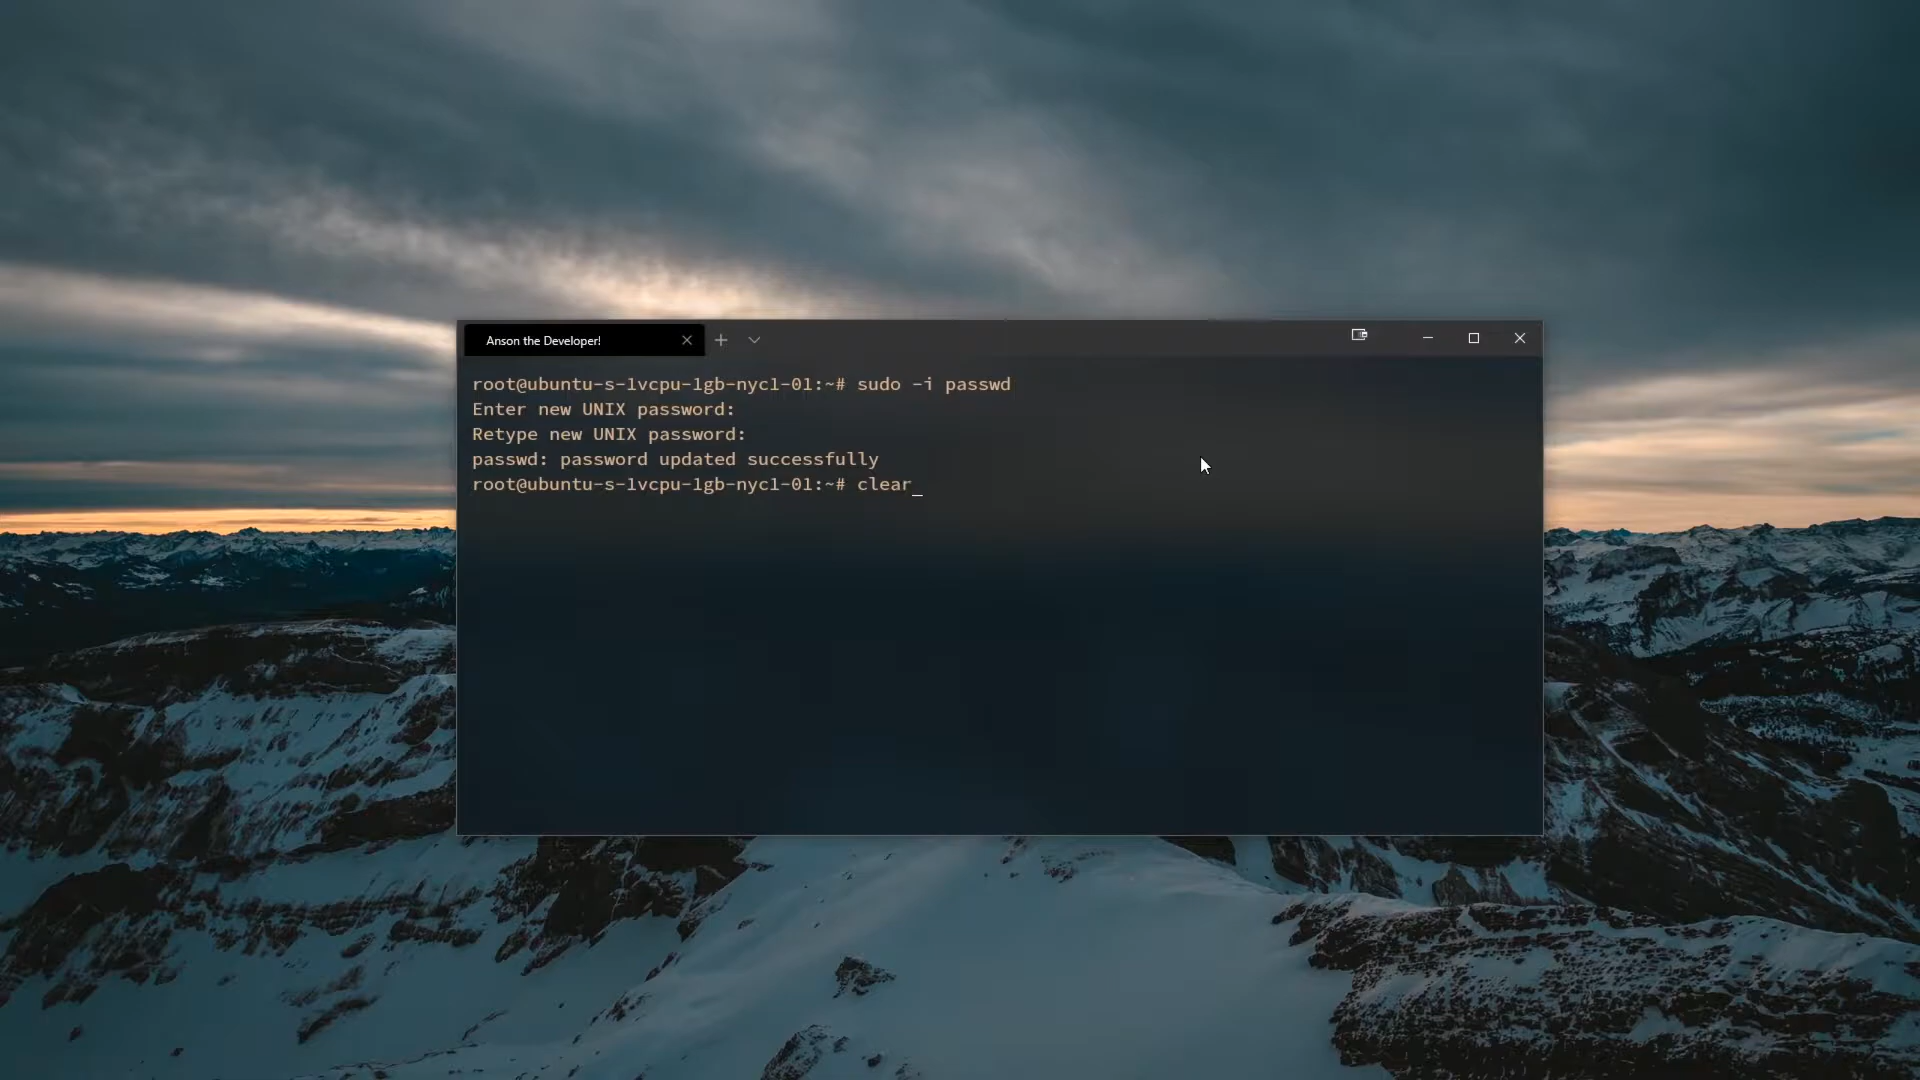 Anson the Developer!
root@ubuntu-s-1vcpu-1gb-nyc1-01:~# sudo -i passwd
Enter new UNIX password:
Retype new UNIX password:
passwd: password updated successfully
root@ubuntu-s-1vcpu-1gb-nyc1-01:~# clear_